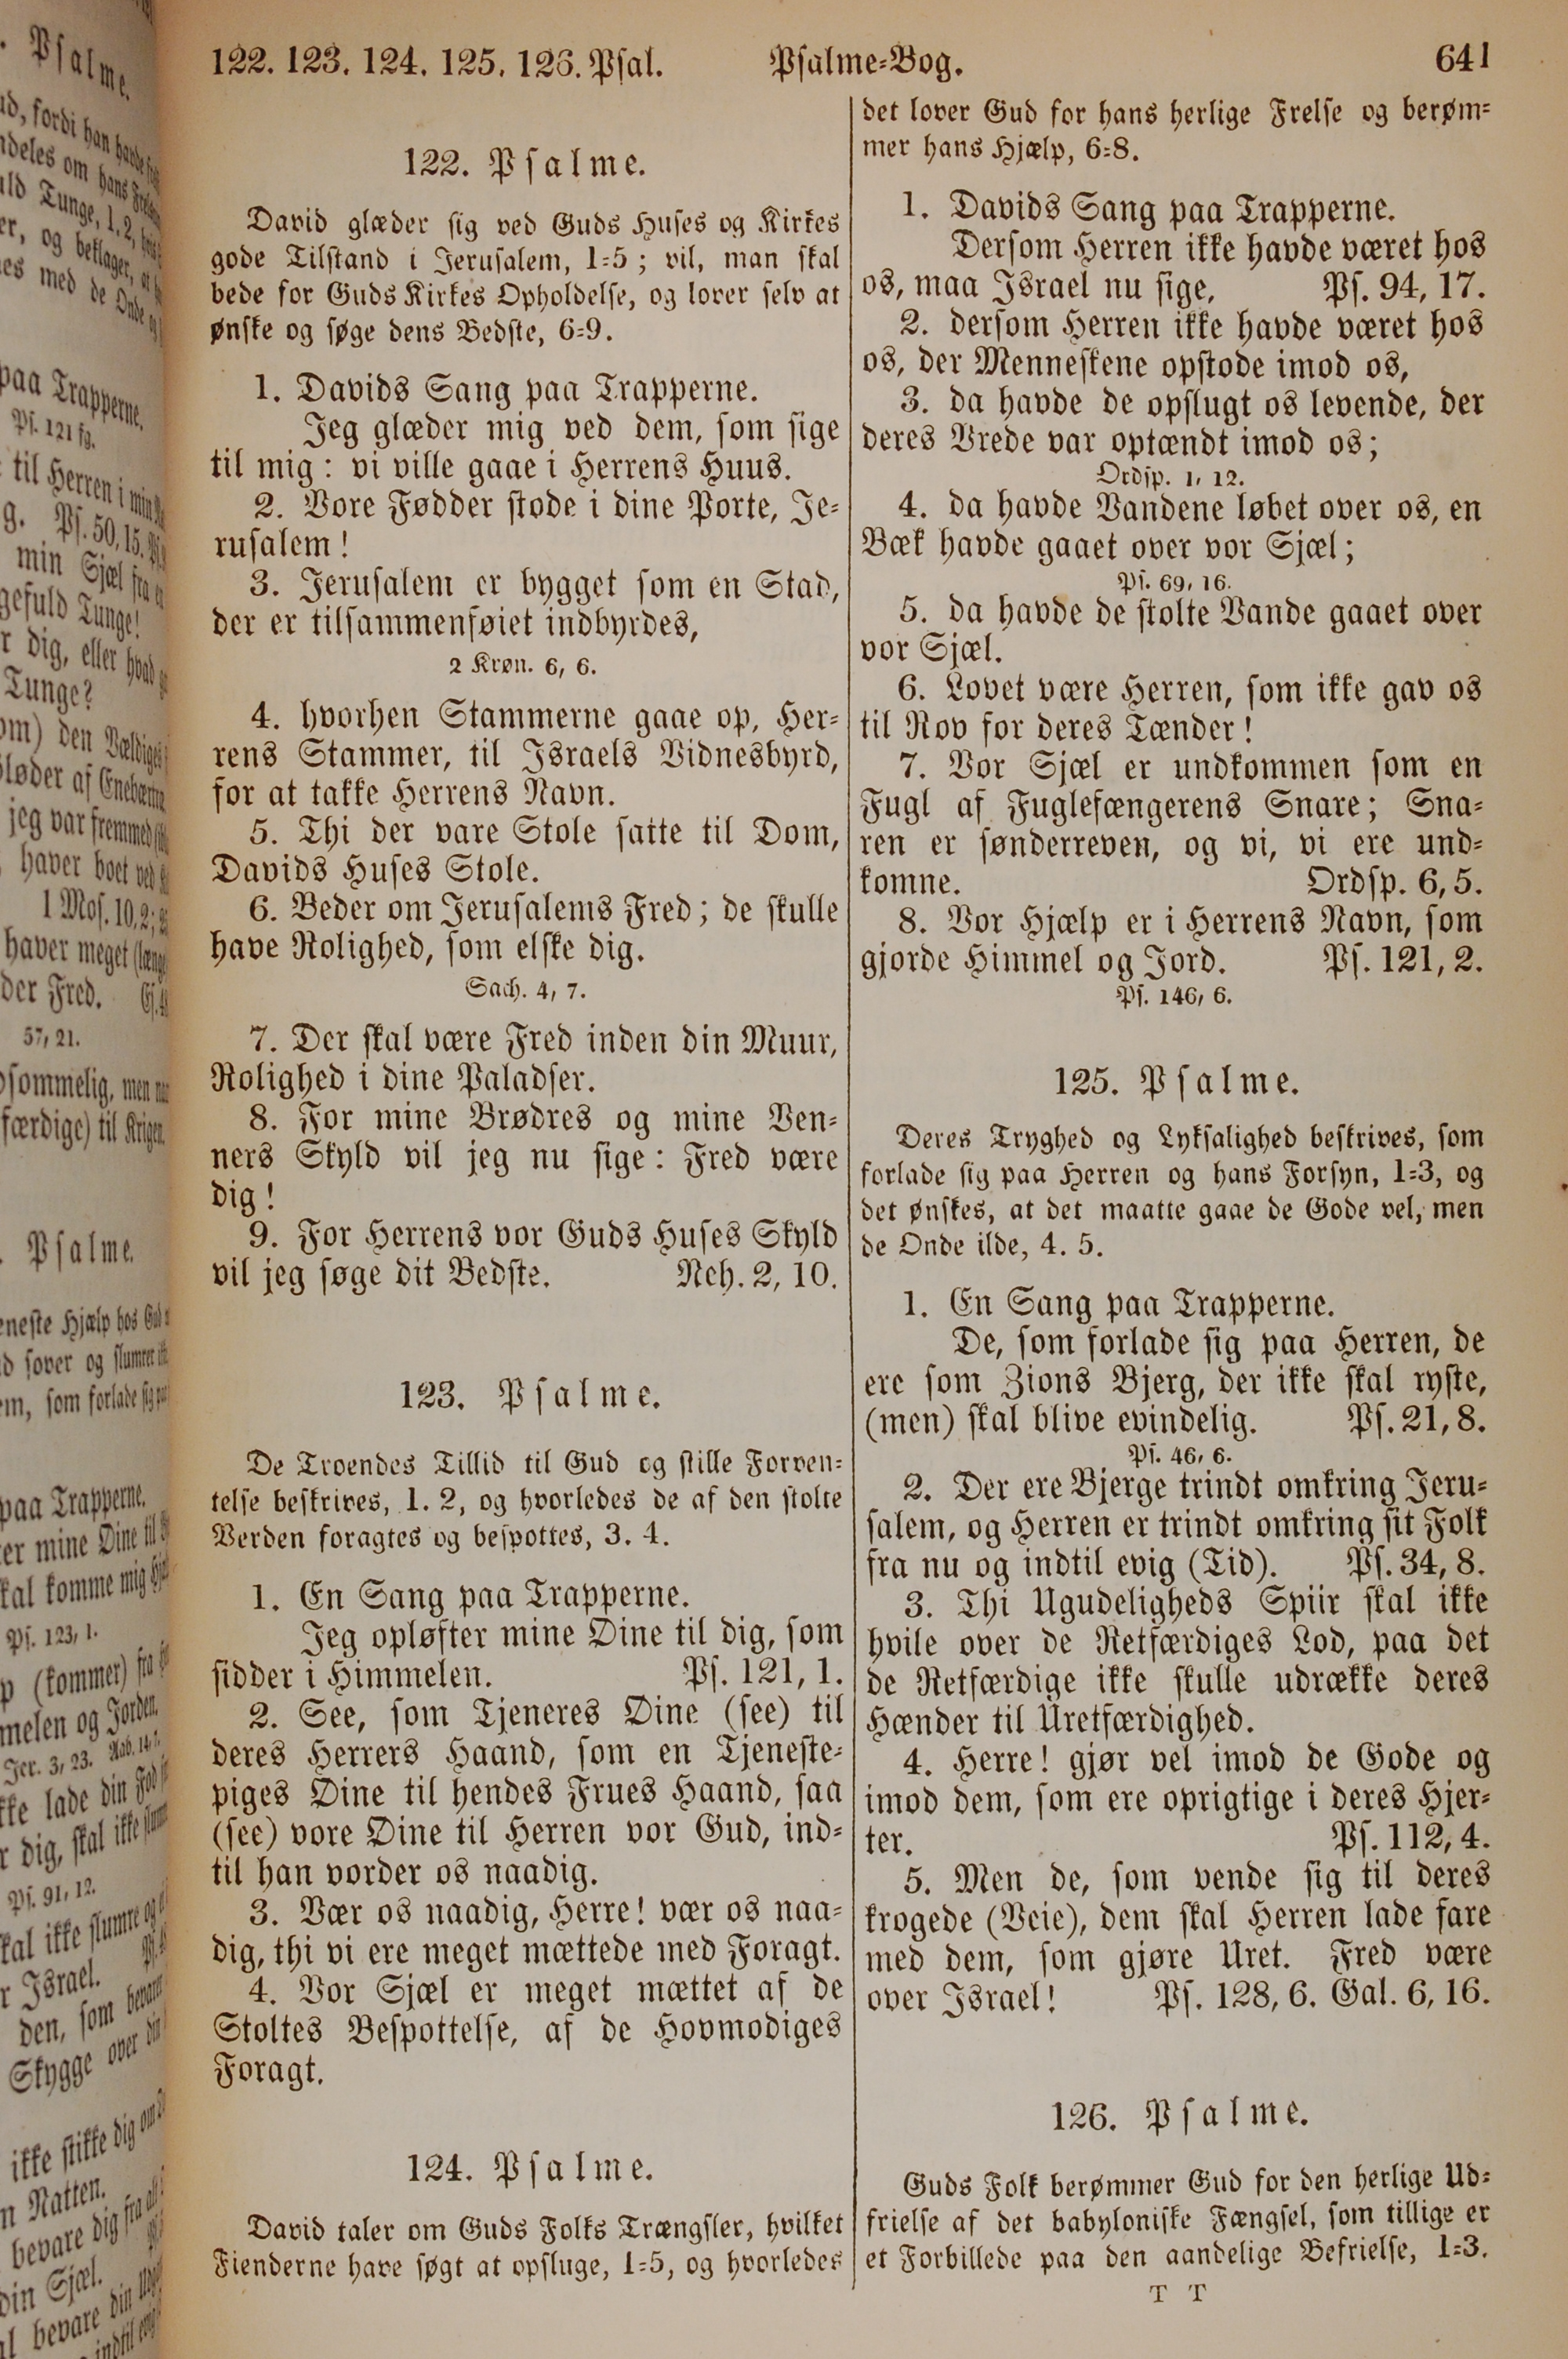 122. 123. 124. 125. 126. Psal. Psalme-Bog. 641
122. Psalme.
David glæder sig ved Guds Huses og Kirkes
gode Tilstand i Jerusalem, 1-5; vil, man skal
bede for Guds Kirkes Opholdelse, og lover selv at
ønske og søge dens Bedste, 6-9.
1. Davids Sang paa Trapperne.
Jeg glæder mig ved dem, som sige
til mig: vi ville gaae i Herrens Huus.
2. Vore Fødder stode i dine Porte, Je-
rusalem!
3. Jerusalem er bygget som en Stad,
der er tilsammenføiet indbyrdes,
2 Krøn. 6, 6.
4. hvorhen Stammerne gaae op, Her-
rens Stammer, til Israels Vidnesbyrd,
for at takke Herrens Navn.
5. Thi der vare Stole satte til Dom,
Davids Huses Stole.
6. Beder om Jerusalems Fred; de skulle
have Rolighed, som elske dig.
Sach. 4, 7.
7. Der skal være Fred inden din Muur,
Rolighed i dine Paladser.
8. For mine Brødres og mine Ven-
ners Skyld vil jeg nu sige: Fred være
dig!
9. For Herrens vor Guds Huses Skyld
vil jeg søge dit Bedste. Neh. 2, 10.
123. Psalme.
De Troendes Tillid til Gud og stille Forven-
telse beskrives, 1. 2, og hvorledes de af den stolte
Verden foragtes og bespottes, 3. 4.
1. En Sang paa Trapperne.
Jeg opløfter mine Øine til dig, som
sidder i Himmelen. Ps. 121, 1.
2. See, som Tjeneres Øine (see) til
deres Herrers Haand, som en Tjeneste-
piges Øine til hendes Frues Haand, saa
(see) vore Øine til Herren vor Gud, ind-
til han vorder os naadig.
3. Vær os naadig, Herre! vær os naa-
dig, thi vi ere meget mættede med Foragt.
4. Vor Sjæl er meget mættet af de
Stoltes Bespottelse, af de Hovmodiges
Foragt.
124. Psalme.
David taler om Guds Folks Trængsler, hvilket
Fienderne have søgt at opsluge, 1-5, og hvorledes
det lover Gud for hans herlige Frelse og berøm-
mer hans Hjælp, 6-8.
1. Davids Sang paa Trapperne.
Dersom Herren ikke havde været hos
os, maa Israel nu sige, Ps. 94, 17.
2. dersom Herren ikke havde været hos
os, der Menneskene opstode imod os,
3. da havde de opslugt os levende, der
deres Vrede var optændt imod os;
Ordsp. 1, 12.
4. da havde Vandene løbet over os, en
Bæk havde gaaet over vor Sjæl;
Ps. 69, 16.
5. da havde de stolte Vande gaaet over
vor Sjæl.
6. Lovet være Herren, som ikke gav os
til Rov for deres Tænder!
7. Vor Sjæl er undkommen som en
Fugl af Fuglefængerens Snare; Sna-
ren er sønderreven, og vi, vi ere und-
komne. Ordsp. 6, 5.
8. Vor Hjælp er i Herrens Navn, som
gjorde Himmel og Jord. Ps. 121, 2.
Ps. 146, 6.
125. Psalme.
Deres Tryghed og Lyksalighed beskrives, som
forlade sig paa Herren og hans Forsyn, 1-3, og
det ønskes, at det maatte gaae de Gode vel, men
de Onde ilde, 4. 5.
1. En Sang paa Trapperne.
De, som forlade sig paa Herren, de
ere som Zions Bjerg, der ikke skal ryste,
(men) skal blive evindelig. Ps. 21, 8.
Ps. 46, 6.
2. Der ere Bjerge trindt omkring Jeru-
salem, og Herren er trindt omkring sit Folk
fra nu og indtil evig (Tid). Ps. 34, 8.
3. Thi Ugudeligheds Spiir skal ikke
hvile over de Retfærdiges Lod, paa det
de Retfærdige ikke skulle udrække deres
Hænder til Uretfærdighed.
4. Herre! gjør vel imod de Gode og
imod dem, som ere oprigtige i deres Hjer-
ter. Ps. 112, 4.
5. Men de, som vende sig til deres
krogede (Veie), dem skal Herren lade fare
med dem, som gjøre Uret. Fred være
over Israel! Ps. 128, 6. Gal. 6, 16.
126. Psalme.
Guds Folk berømmer Gud for den herlige Ud-
frielse af det babyloniske Fængsel, som tillige er
et Forbillede paa den aandelige Befrielse, 1-3.
T T